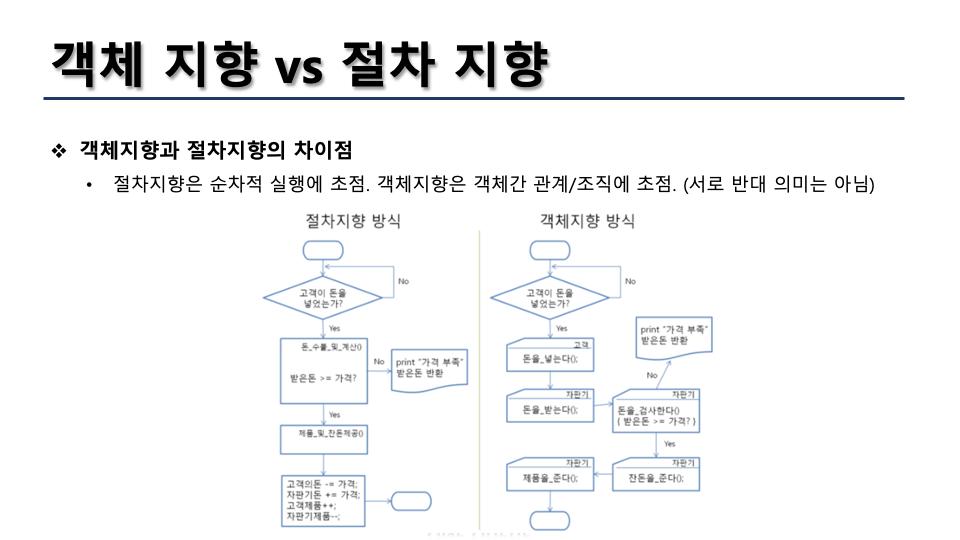 객체 지향 vs 절차 지향
❖ 객체지향과 절차지향의 차이점
• 절차지향은 순차적 실행에 초점. 객체지향은 객체간 관계/조직에 초점. (서로 반대 의미는 아님)
절차지향 방식
고객이 돈을
넣었는가?
No
Yes
돈_수불_및_계산()
받은돈 >= 가격?
No
print "가격 부족"
받은돈 반환
Yes
제품_및_잔돈제공()
고객의돈 -= 가격;
자판기돈 += 가격;
고객제품++;
자판기제품--;
객체지향 방식
고객이 돈을
넣었는가?
No
Yes
고객
돈을_넣는다();
자판기
돈을_받는다();
자판기
돈을_검사한다()
{ 받은돈 >= 가격? }
No
print "가격 부족"
받은돈 반환
Yes
자판기
잔돈을_준다();
자판기
제품을_준다();